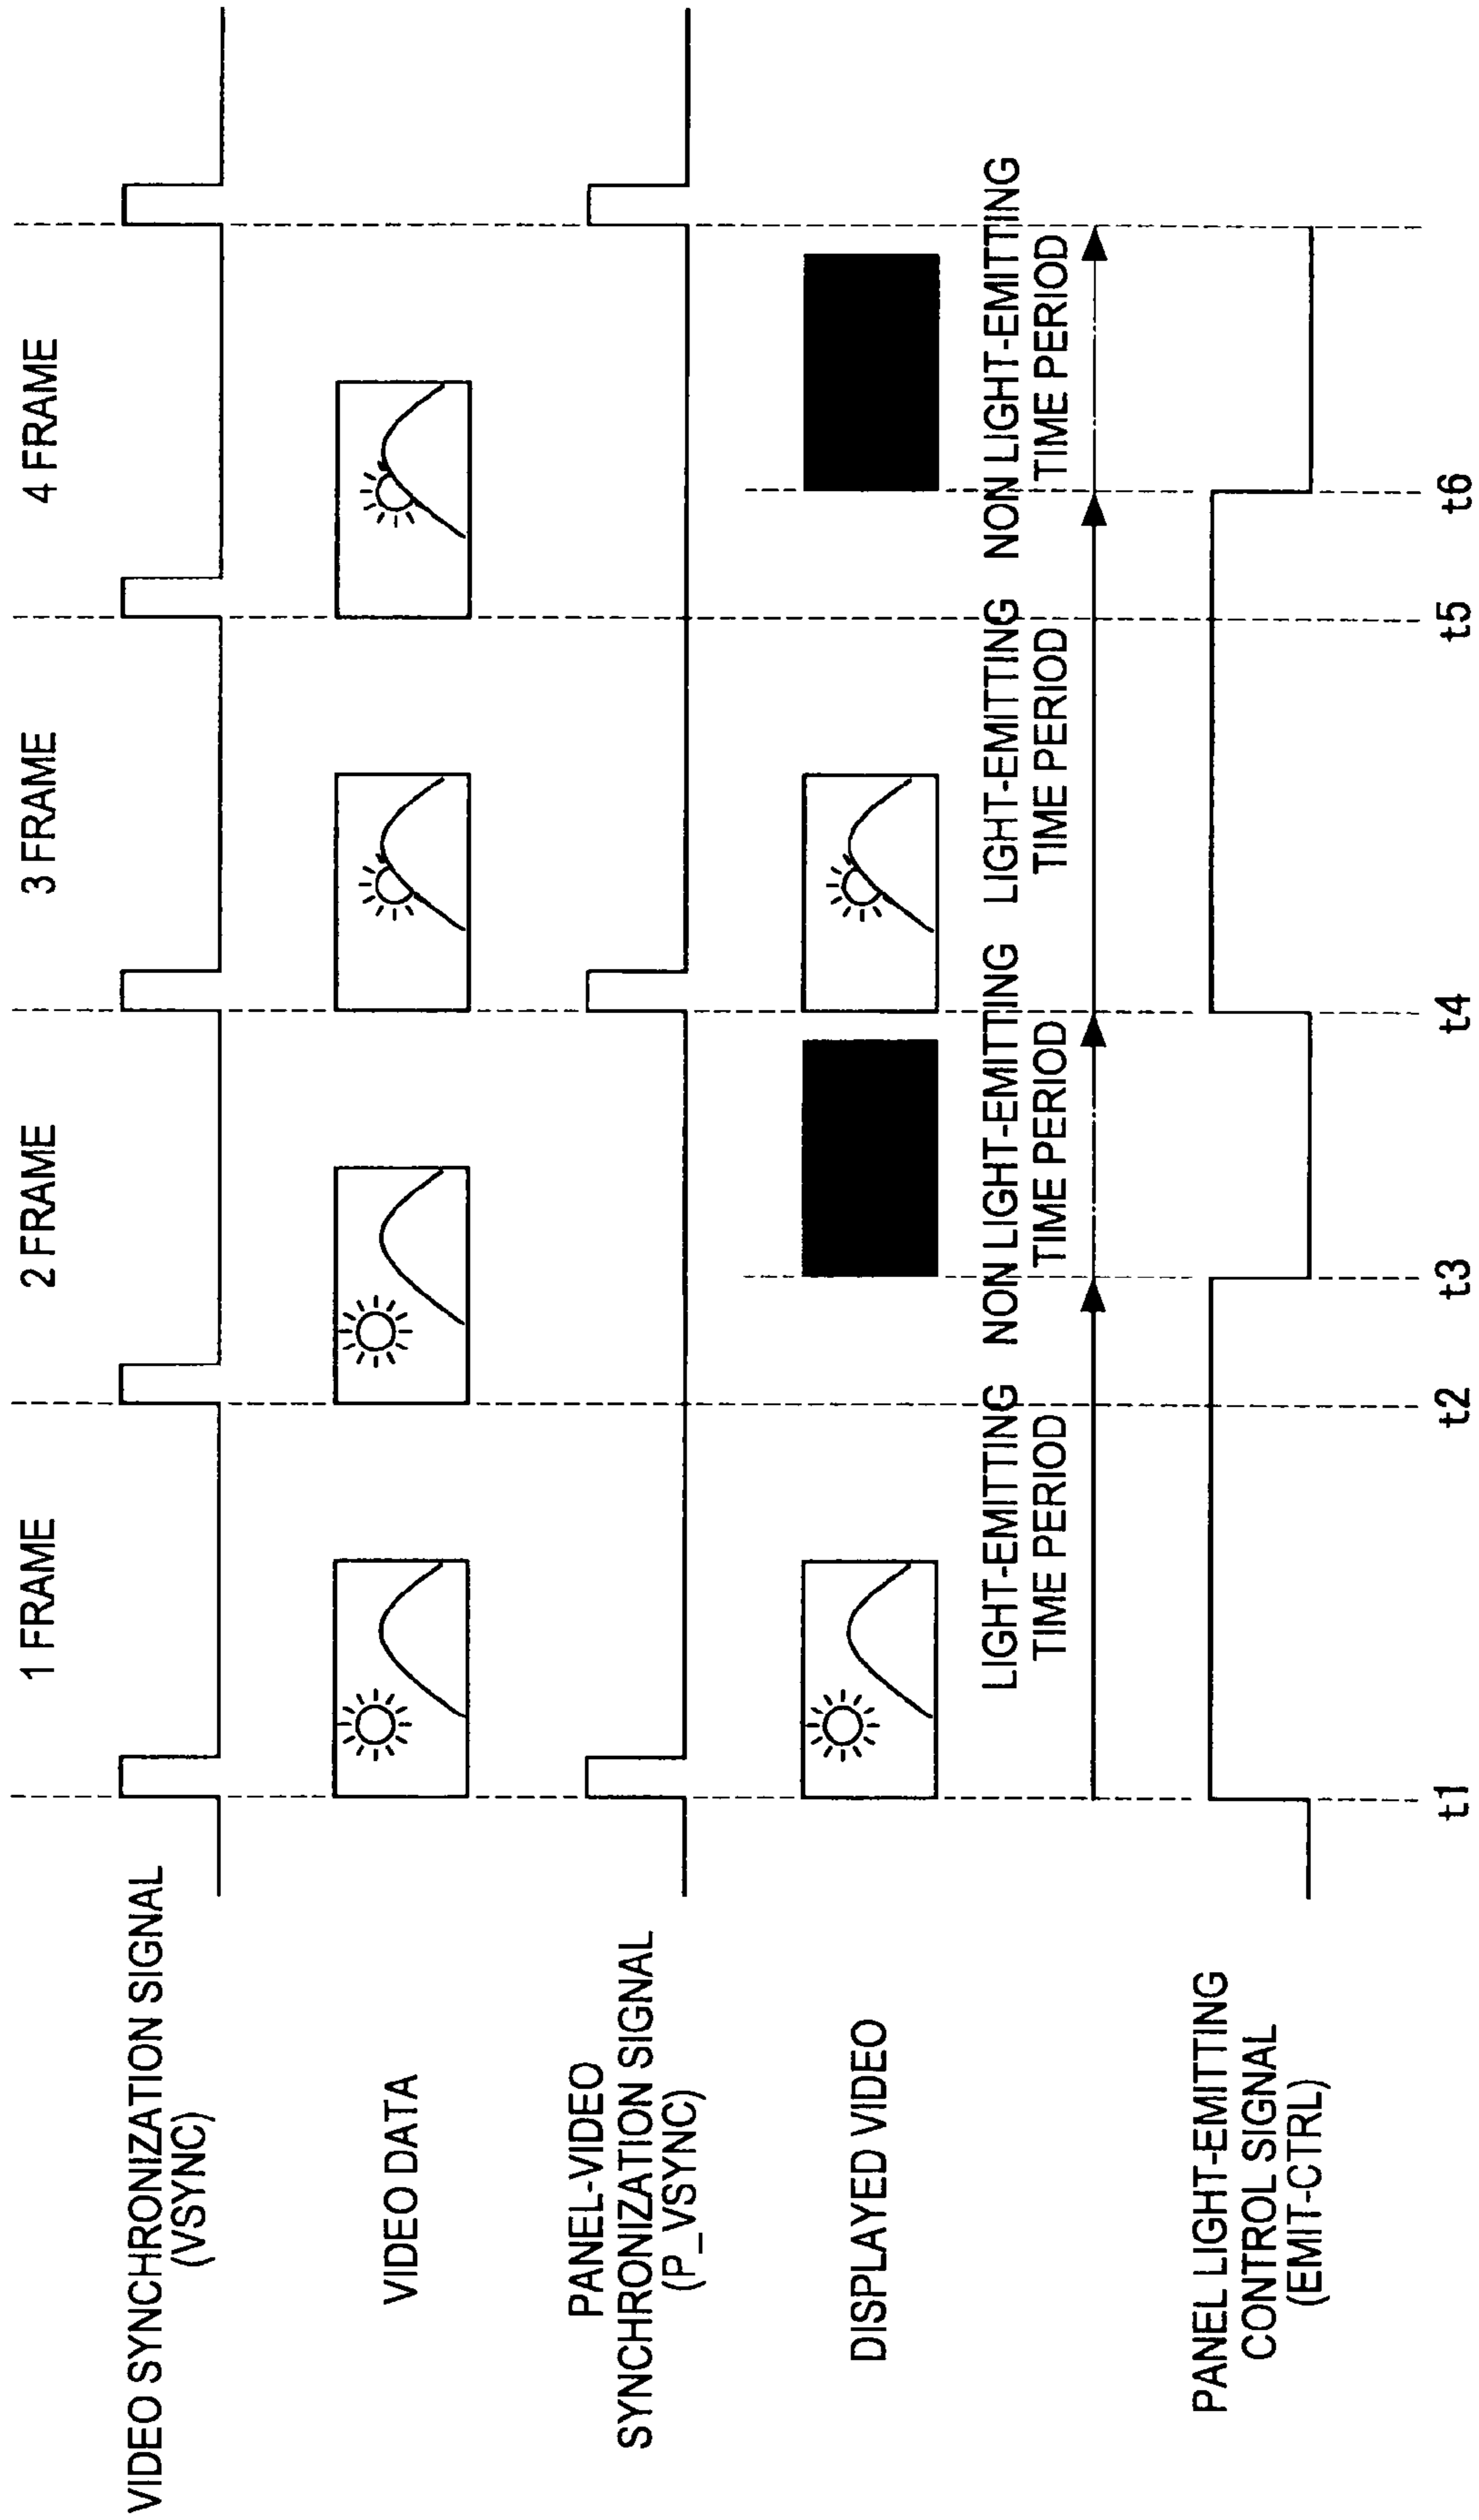 1 FRAME
2 FRAME
3 FRAME
4 FRAME
VIDEO SYNCHRONIZATION SIGNAL
(VSYNC)
VIDEO DATA
PANEL-VIDEO
SYNCHRONIZATION SIGNAL
(P_VSYNC)
DISPLAYED VIDEO
LIGHT-EMITTING
TIME PERIOD
NON LIGHT-EMITTING
TIME PERIOD
LIGHT-EMITTING
TIME PERIOD
NON LIGHT-EMITTING
TIME PERIOD
PANEL LIGHT-EMITTING
CONTROL SIGNAL
(EMIT-CTRL)
t1
t2
t3
t4
t5
t6